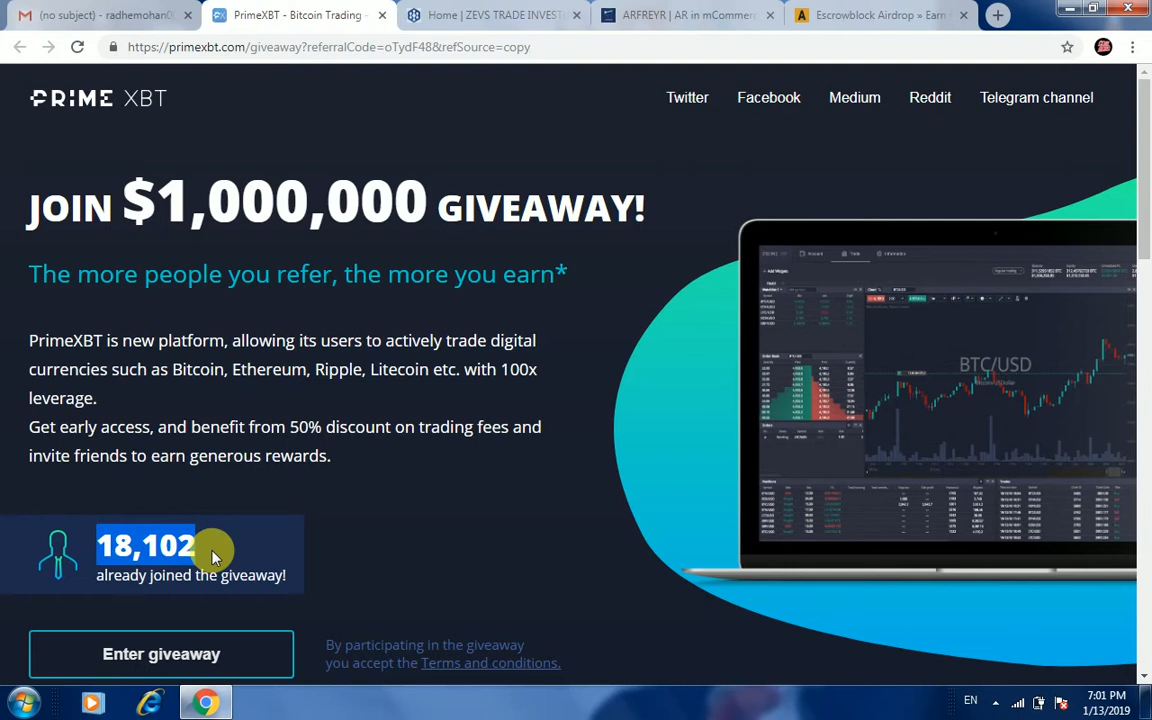 (no subject) - radhemohan0
PrimeXBT - Bitcoin Trading -
Home | ZEVS TRADE INVEST
ARFREYR | AR in mCommer
Escrowblock Airdrop » Earn
https://primexbt.com/giveaway?referralCode=oTydF48&refSource=copy
PRIME XBT
Twitter Facebook Medium Reddit Telegram channel
JOIN $1,000,000 GIVEAWAY!
The more people you refer, the more you earn*
PrimeXBT is new platform, allowing its users to actively trade digital
currencies such as Bitcoin, Ethereum, Ripple, Litecoin etc. with 100x
leverage.
Get early access, and benefit from 50% discount on trading fees and
invite friends to earn generous rewards.
18,102
already joined the giveaway!
Enter giveaway
By participating in the giveaway
you accept the Terms and conditions.
BTC/USD
EN
7:01 PM
1/13/2019